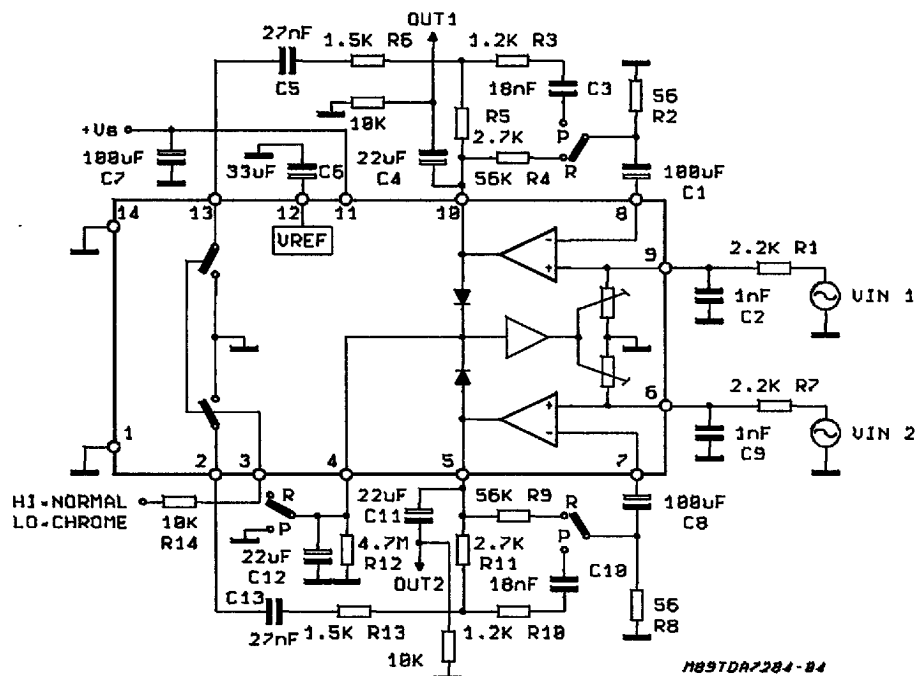 OUT1
27nF
1.5K R6
1.2K R3
C5
18nF
C3
56
R2
10K
R5
2.7K
P
+Vs
100uF
C7
33uF
C6
22uF
C4
56K R4
R
100uF
C1
14
13
12
11
10
8
VREF
-
+
9
2.2K R1
1nF
C2
VIN 1
6
2.2K R7
+
-
1nF
C9
VIN 2
1
2
3
4
5
7
HI=NORMAL
LO=CHROME
10K
R14
R
P
22uF
C12
4.7M
R12
22uF
C11
OUT2
56K R9
R
P
2.7K
R11
18nF
C10
100uF
C8
56
R8
C13
27nF
1.5K R13
1.2K R10
10K
M89TDA7284-04